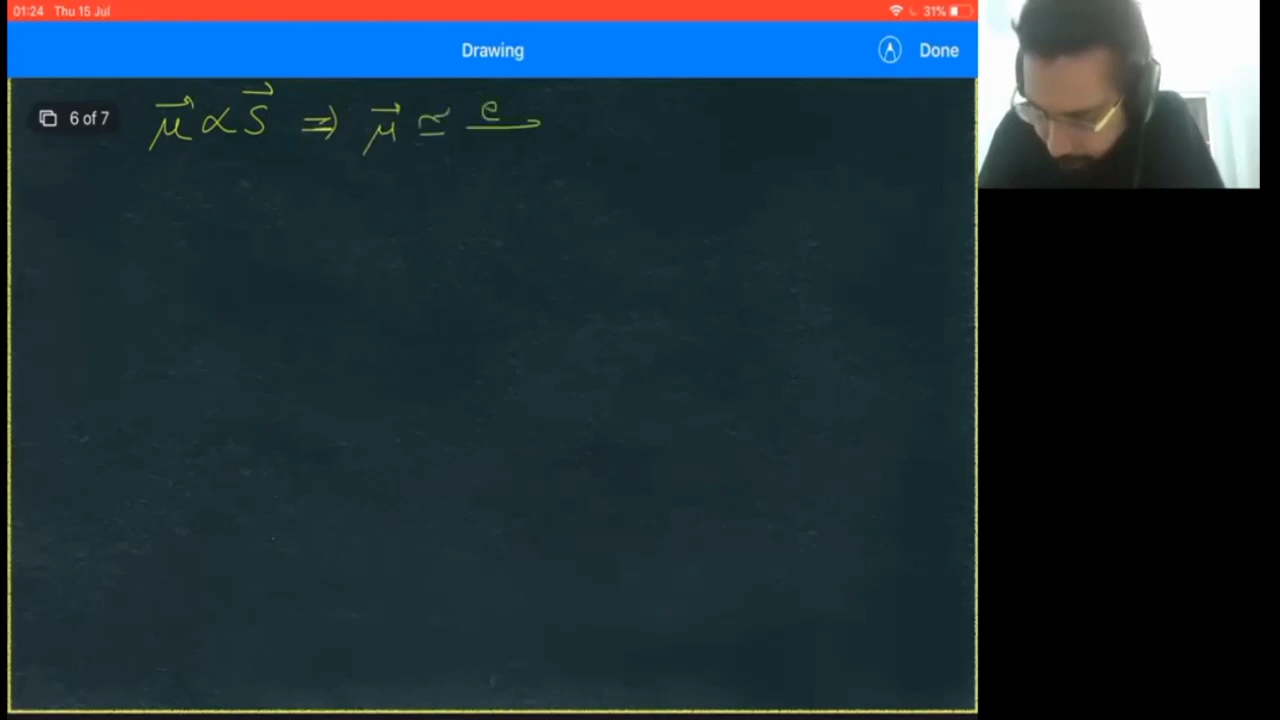 01:24 Thu 15 Jul 31%
Drawing Done
6 of 7 μ⃗ ∝ S⃗ ⇒ μ⃗ ≃ e